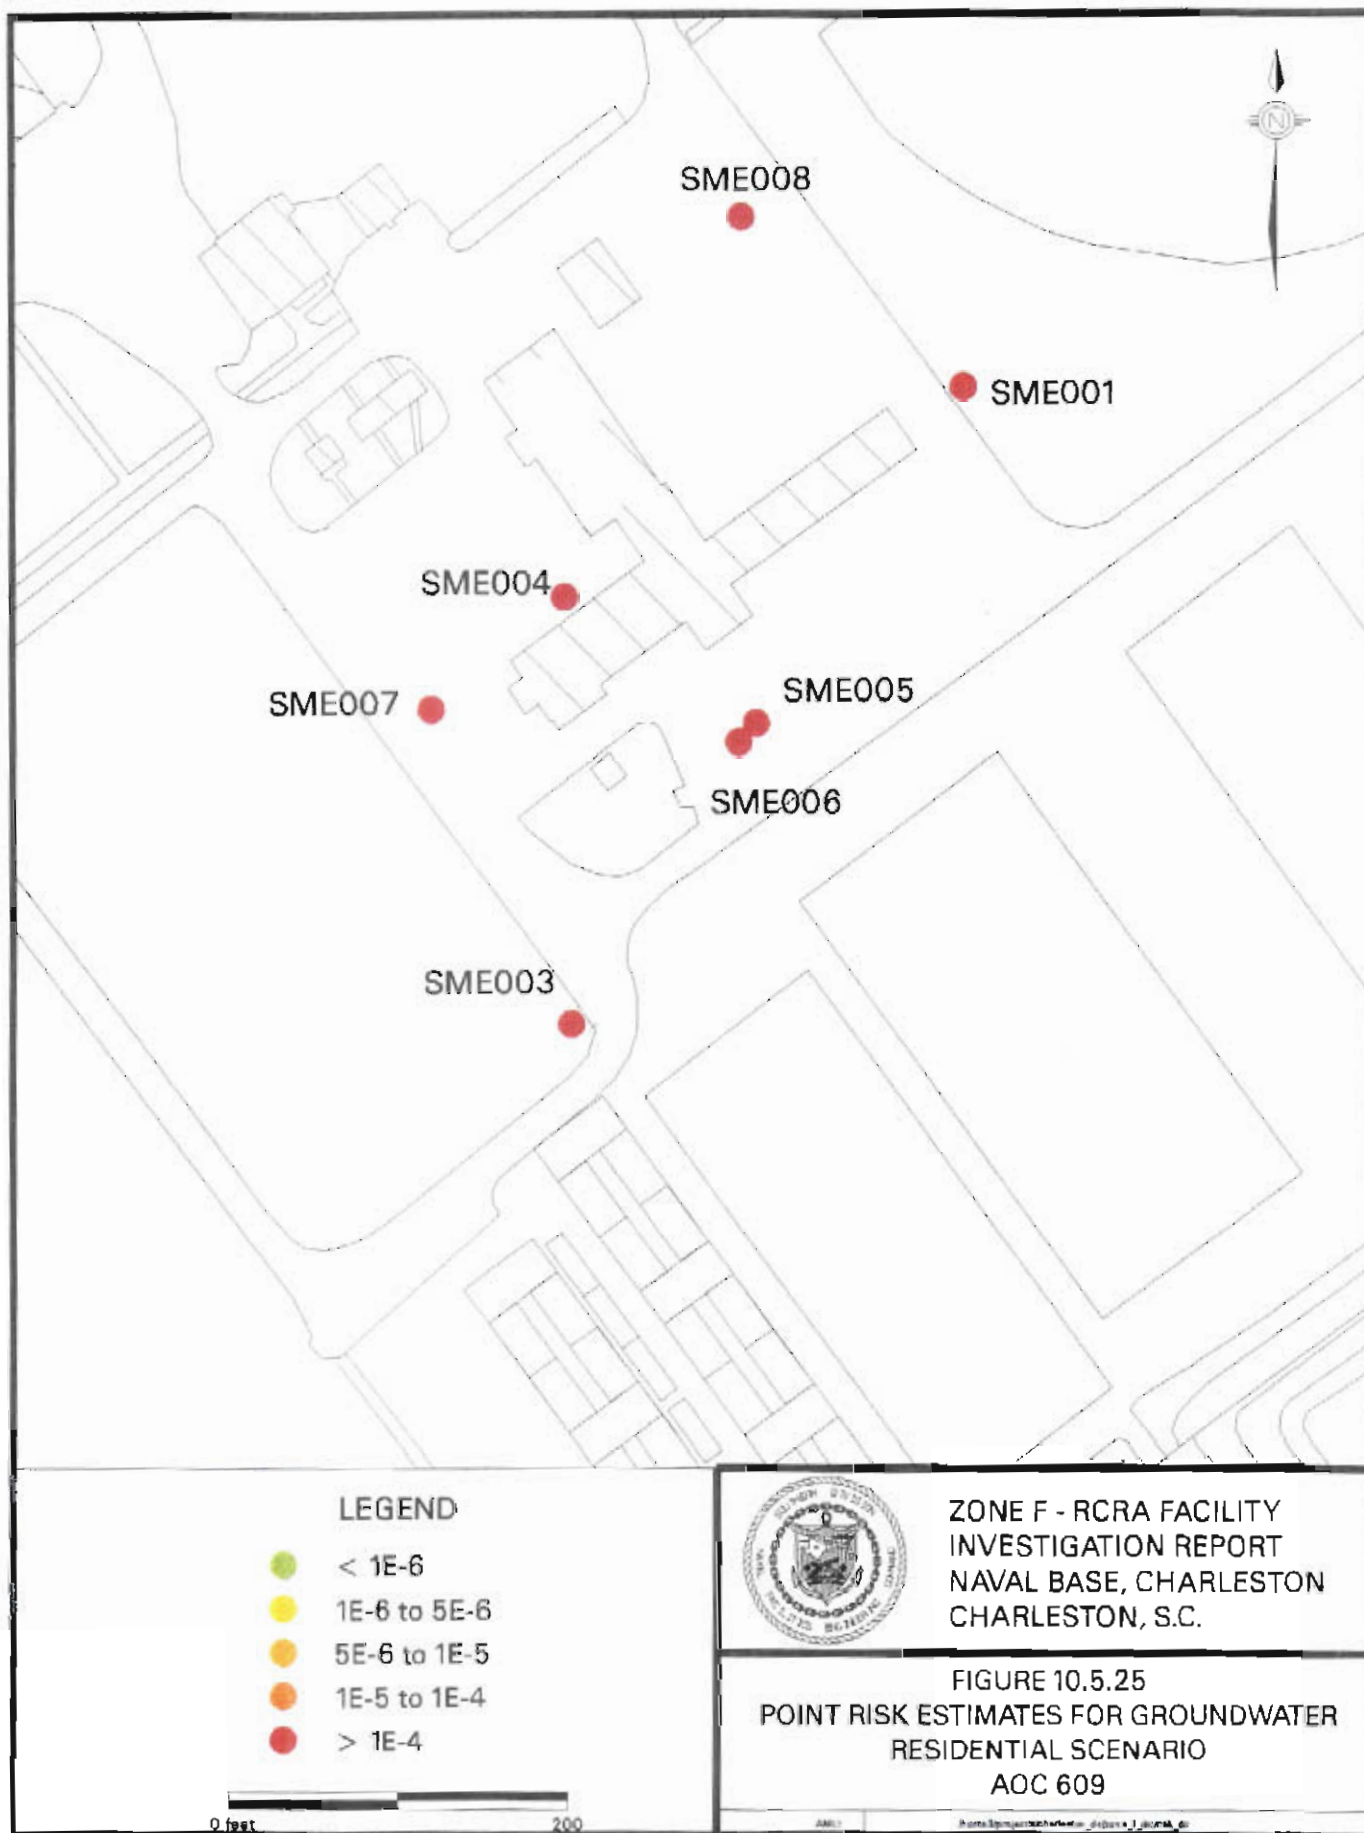 N
SME008
SME001
SME004
SME007
SME005
SME006
SME003
LEGEND
< 1E-6
1E-6 to 5E-6
5E-6 to 1E-5
1E-5 to 1E-4
> 1E-4
0 feet 200
ZONE F - RCRA FACILITY
INVESTIGATION REPORT
NAVAL BASE, CHARLESTON
CHARLESTON, S.C.
FIGURE 10.5.25
POINT RISK ESTIMATES FOR GROUNDWATER
RESIDENTIAL SCENARIO
AOC 609